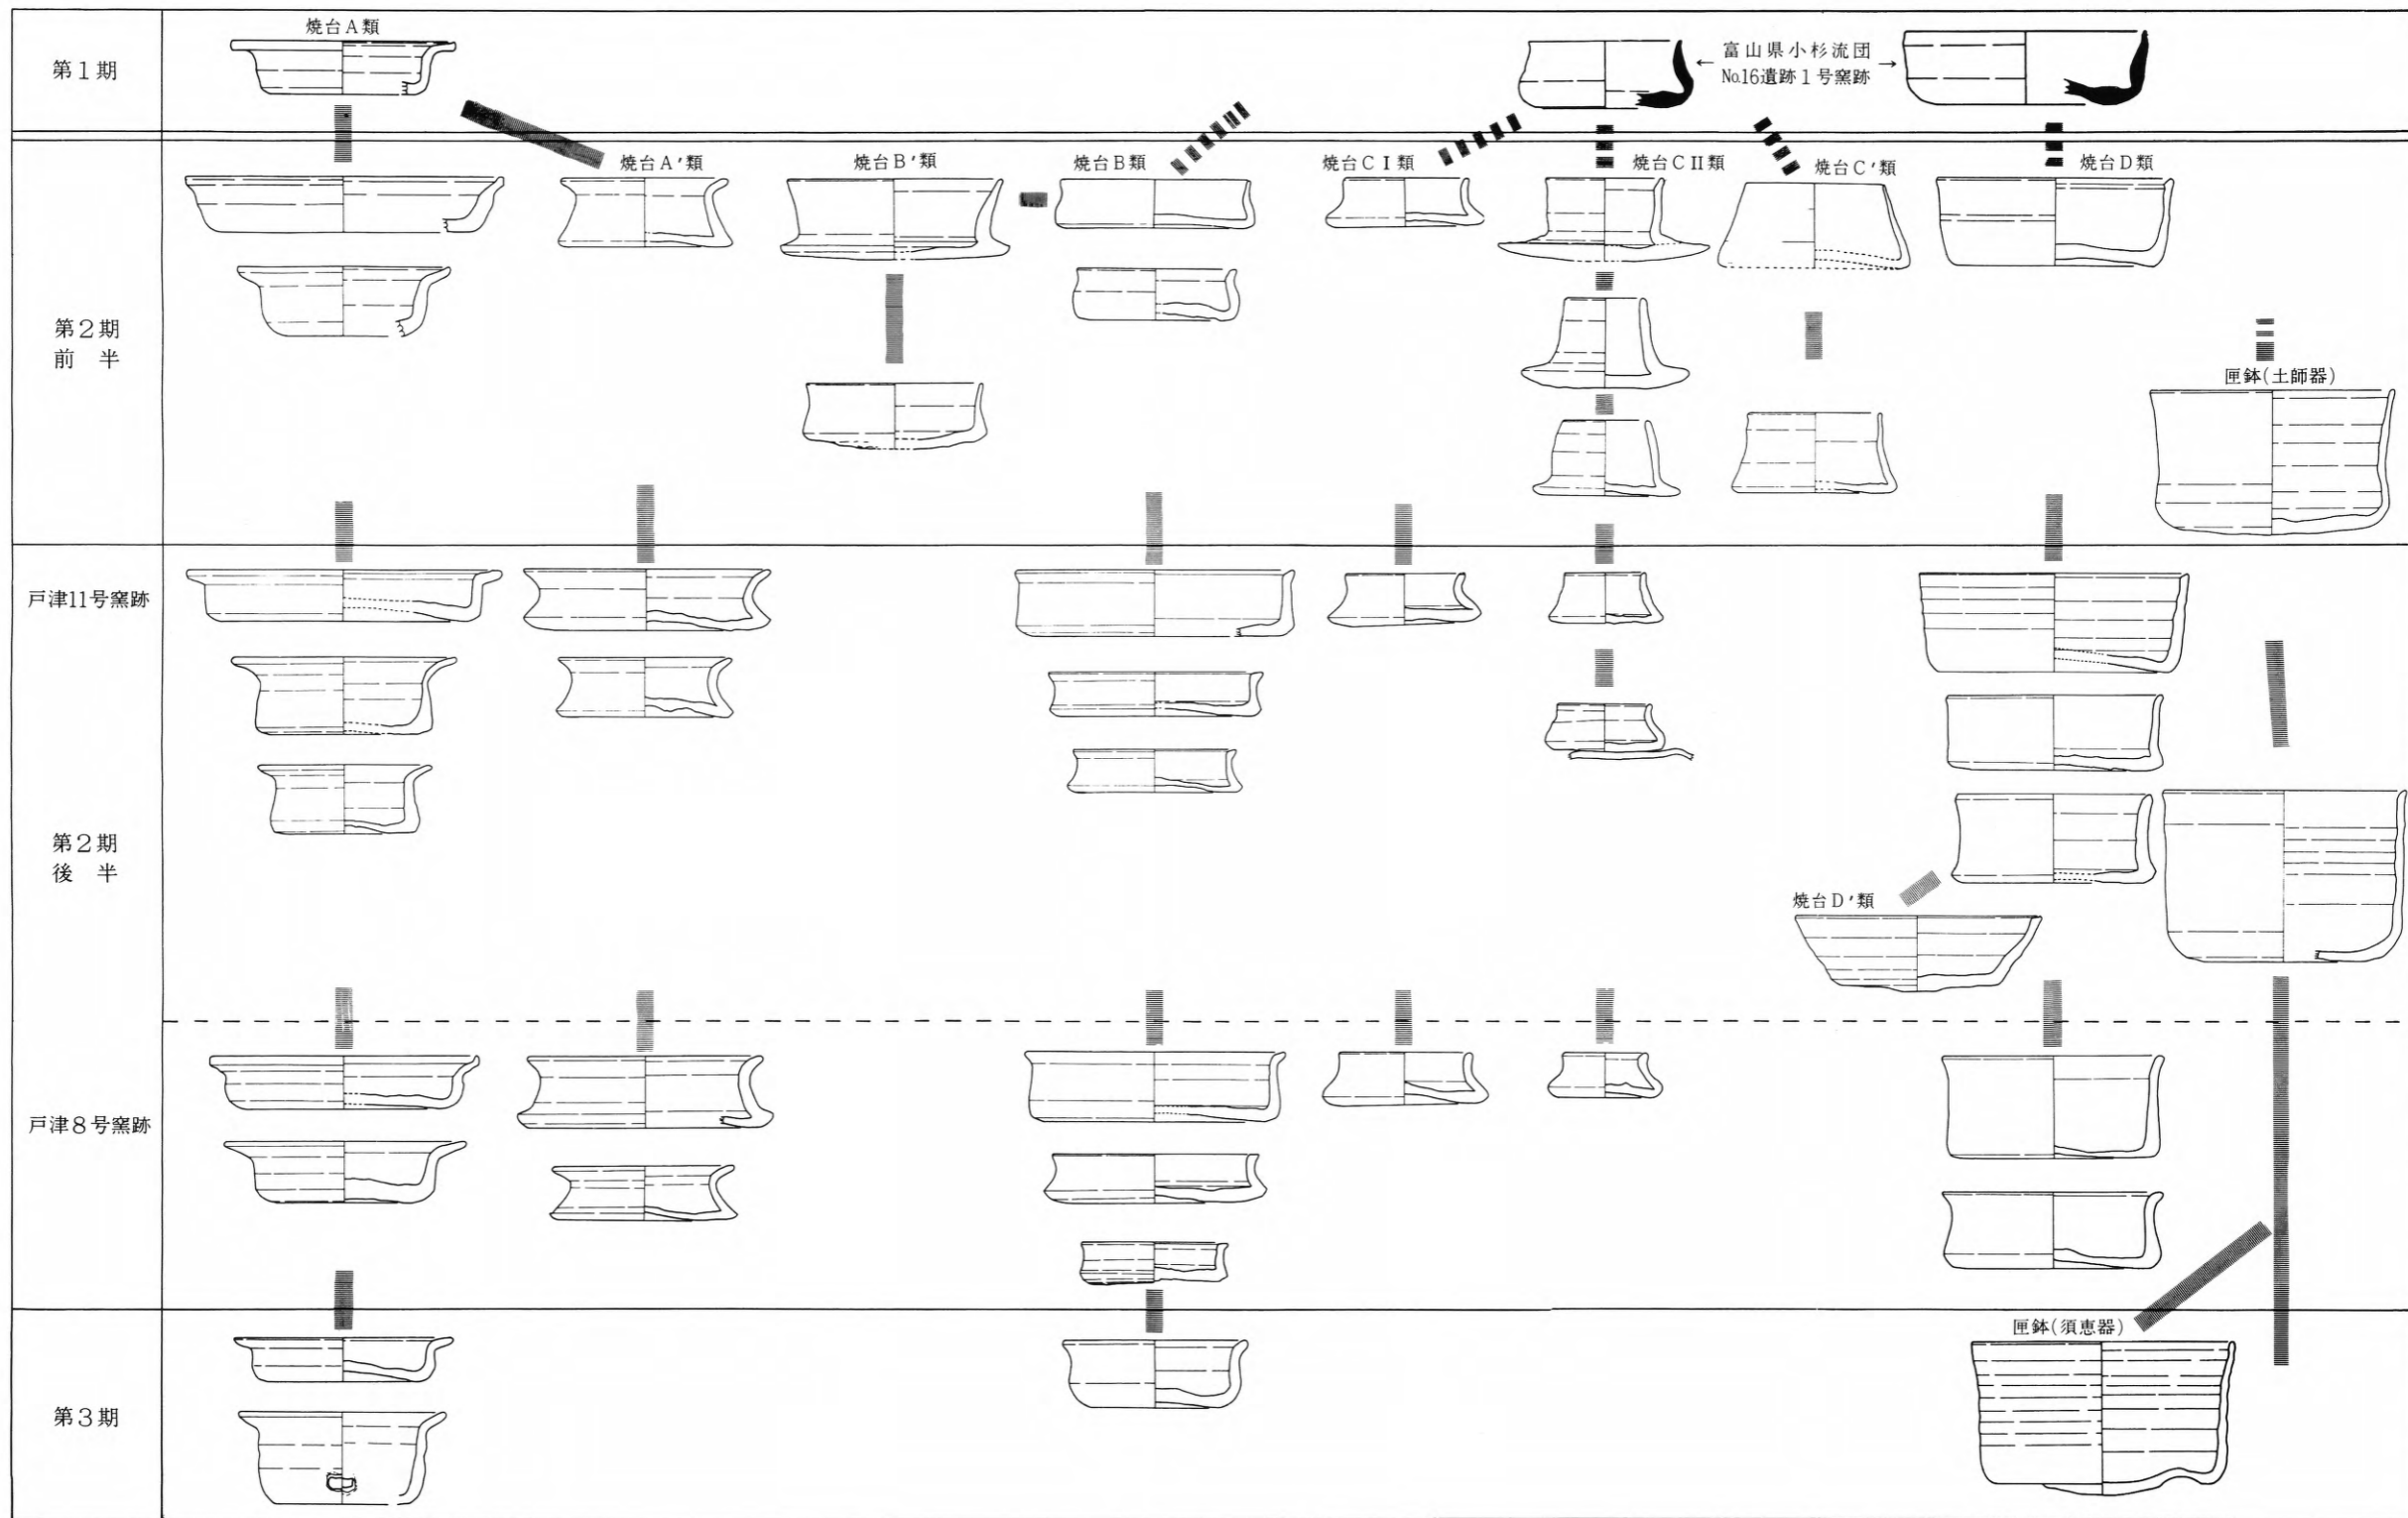 第1期
焼台A類
← 富山県小杉流団 →
No.16遺跡1号窯跡
第2期
前半
焼台A′類
焼台B′類
焼台B類
焼台CⅠ類
焼台CⅡ類
焼台C′類
焼台D類
匣鉢(土師器)
戸津11号窯跡
第2期
後半
焼台D′類
戸津8号窯跡
第3期
匣鉢(須恵器)